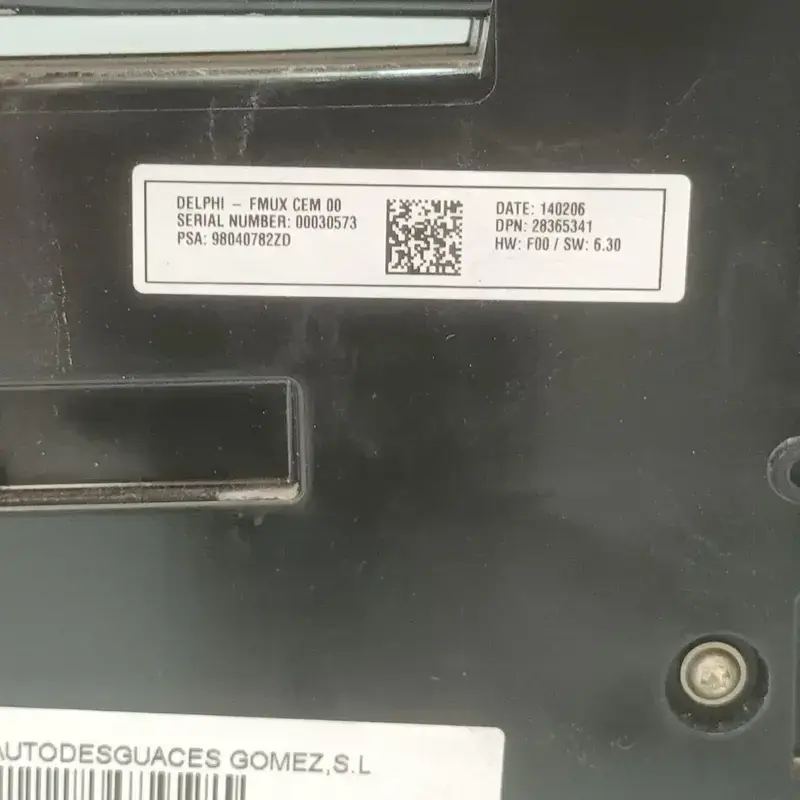 DELPHI - FMUX CEM 00
SERIAL NUMBER: 00030573
PSA: 98040782ZD
DATE: 140206
DPN: 28365341
HW: F00 / SW: 6.30
AUTODESGUACES GOMEZ,S.L